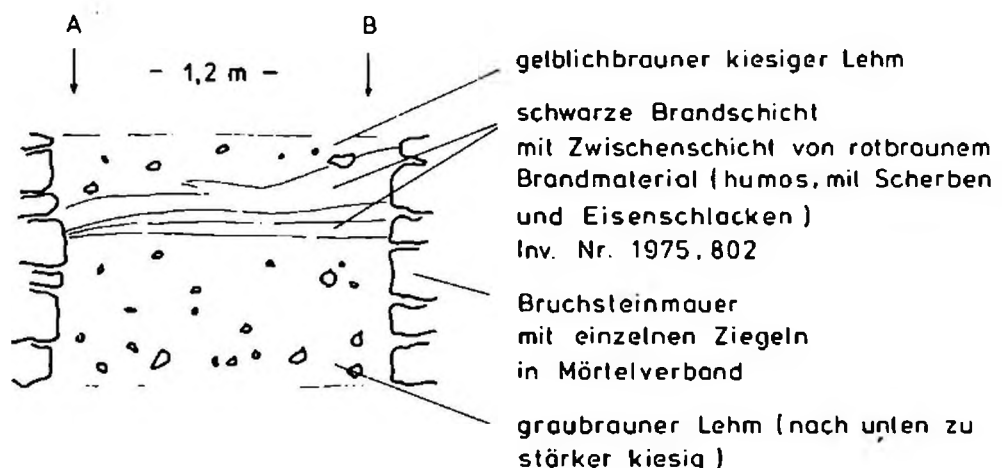 A B
- 1,2 m -
gelblichbrauner kiesiger Lehm
schwarze Brandschicht
mit Zwischenschicht von rotbraunem
Brandmaterial (humos, mit Scherben
und Eisenschlacken)
Inv. Nr. 1975, 802
Bruchsteinmauer
mit einzelnen Ziegeln
in Mörtelverband
graubrauner Lehm (nach unten zu
stärker kiesig)